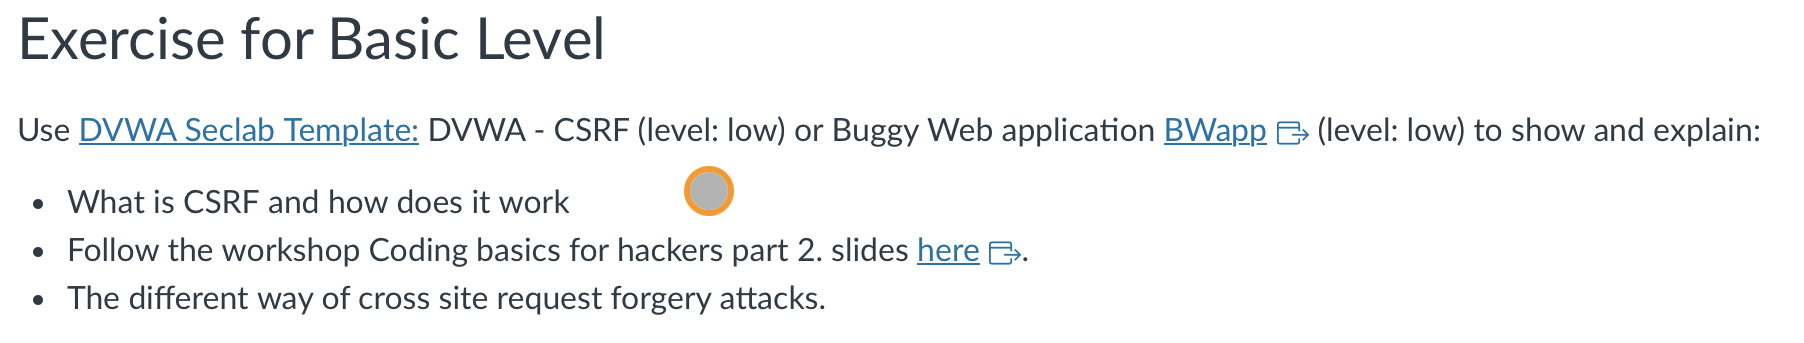 Exercise for Basic Level
Use DVWA Seclab Template: DVWA - CSRF (level: low) or Buggy Web application BWapp (level: low) to show and explain:
• What is CSRF and how does it work
• Follow the workshop Coding basics for hackers part 2. slides here.
• The different way of cross site request forgery attacks.